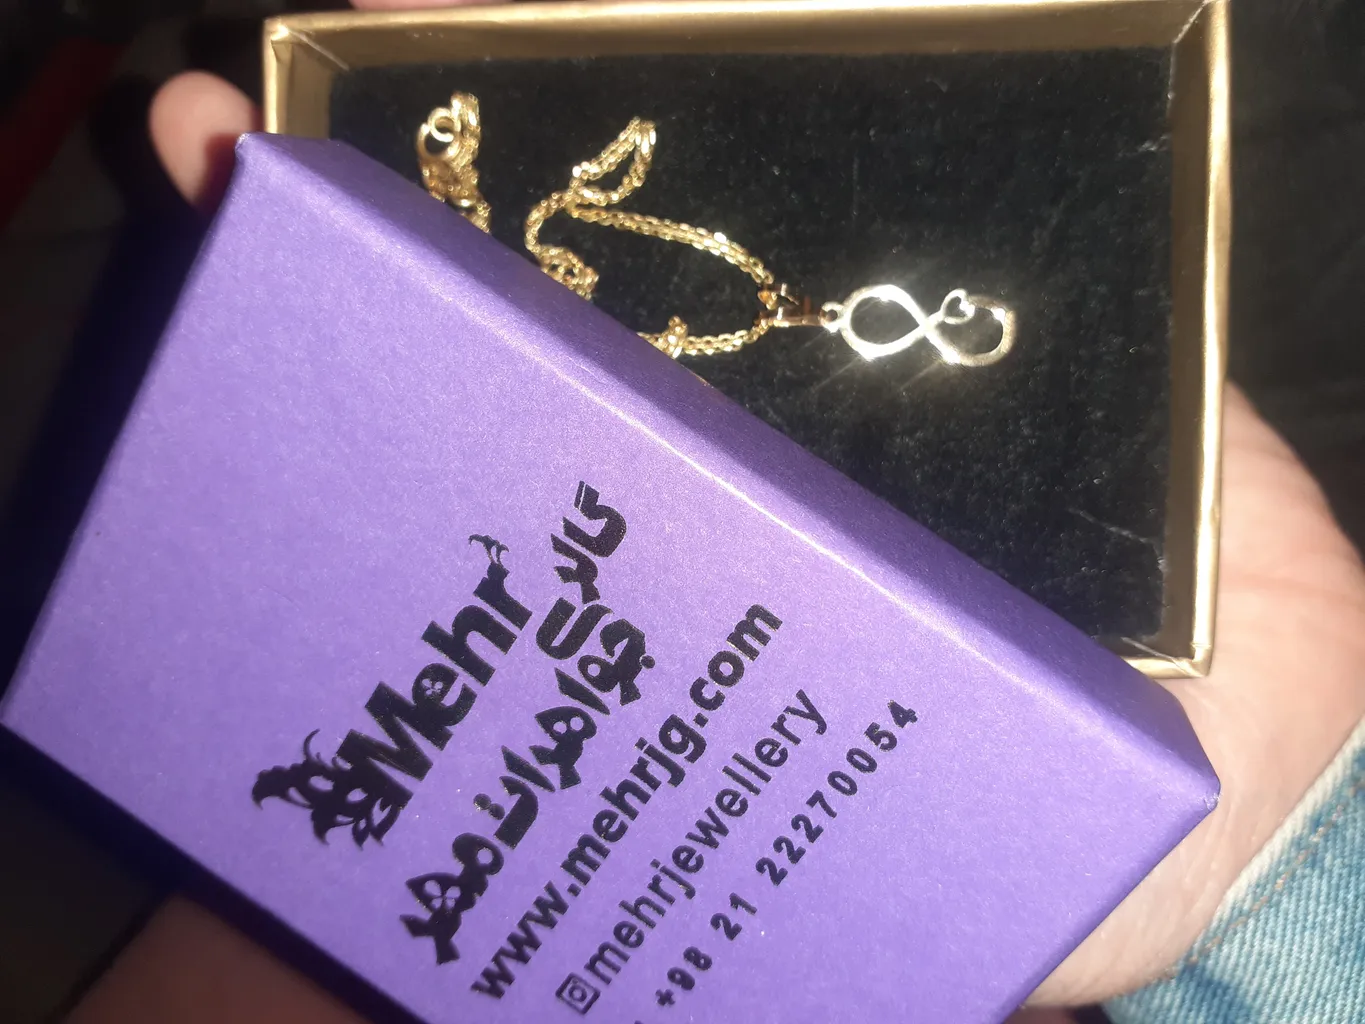 Mehr
گالری
جواهرات مهر
www.mehrjg.com
mehrjewellery
+98 21 22270054